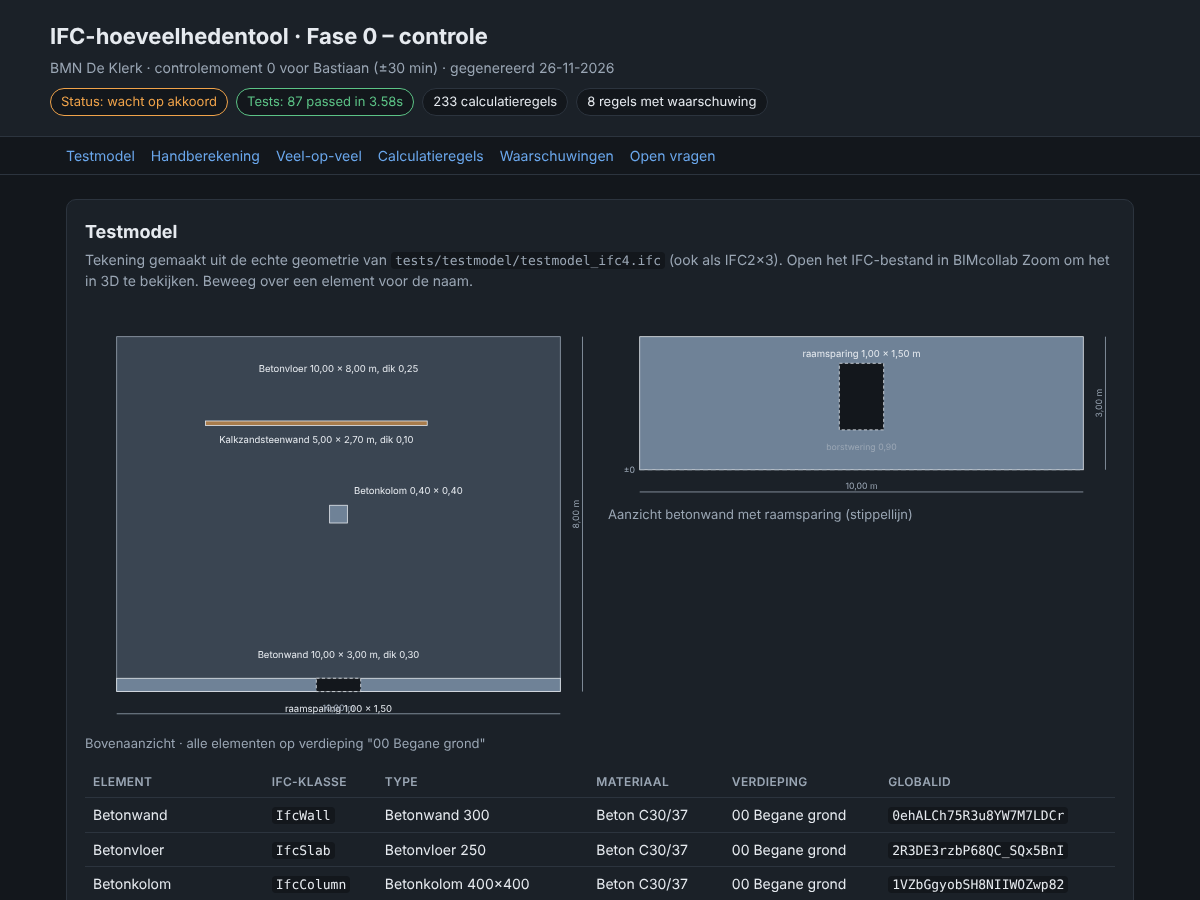 IFC-hoeveelhedentool · Fase 0 – controle
BMN De Klerk · controlemoment 0 voor Bastiaan (±30 min) · gegenereerd 26-11-2026
Status: wacht op akkoord
Tests: 87 passed in 3.58s
233 calculatieregels
8 regels met waarschuwing
Testmodel
Handberekening
Veel-op-veel
Calculatieregels
Waarschuwingen
Open vragen
Testmodel
Tekening gemaakt uit de echte geometrie van tests/testmodel/testmodel_ifc4.ifc (ook als IFC2×3). Open het IFC-bestand in BIMcollab Zoom om het
in 3D te bekijken. Beweeg over een element voor de naam.
Betonvloer 10,00 × 8,00 m, dik 0,25
Kalkzandsteenwand 5,00 × 2,70 m, dik 0,10
Betonkolom 0,40 × 0,40
8,00 m
Betonwand 10,00 × 3,00 m, dik 0,30
raamsparing 1,00 × 1,50
Bovenaanzicht · alle elementen op verdieping "00 Begane grond"
raamsparing 1,00 × 1,50 m
borstwering 0,90
±0
3,00 m
10,00 m
Aanzicht betonwand met raamsparing (stippellijn)
ELEMENT IFC-KLASSE TYPE MATERIAAL VERDIEPING GLOBALID
Betonwand IfcWall Betonwand 300 Beton C30/37 00 Begane grond 0ehALCh75R3u8YW7M7LDCr
Betonvloer IfcSlab Betonvloer 250 Beton C30/37 00 Begane grond 2R3DE3rzbP68QC_SQx5BnI
Betonkolom IfcColumn Betonkolom 400×400 Beton C30/37 00 Begane grond 1VZbGgyobSH8NIIWOZwp82